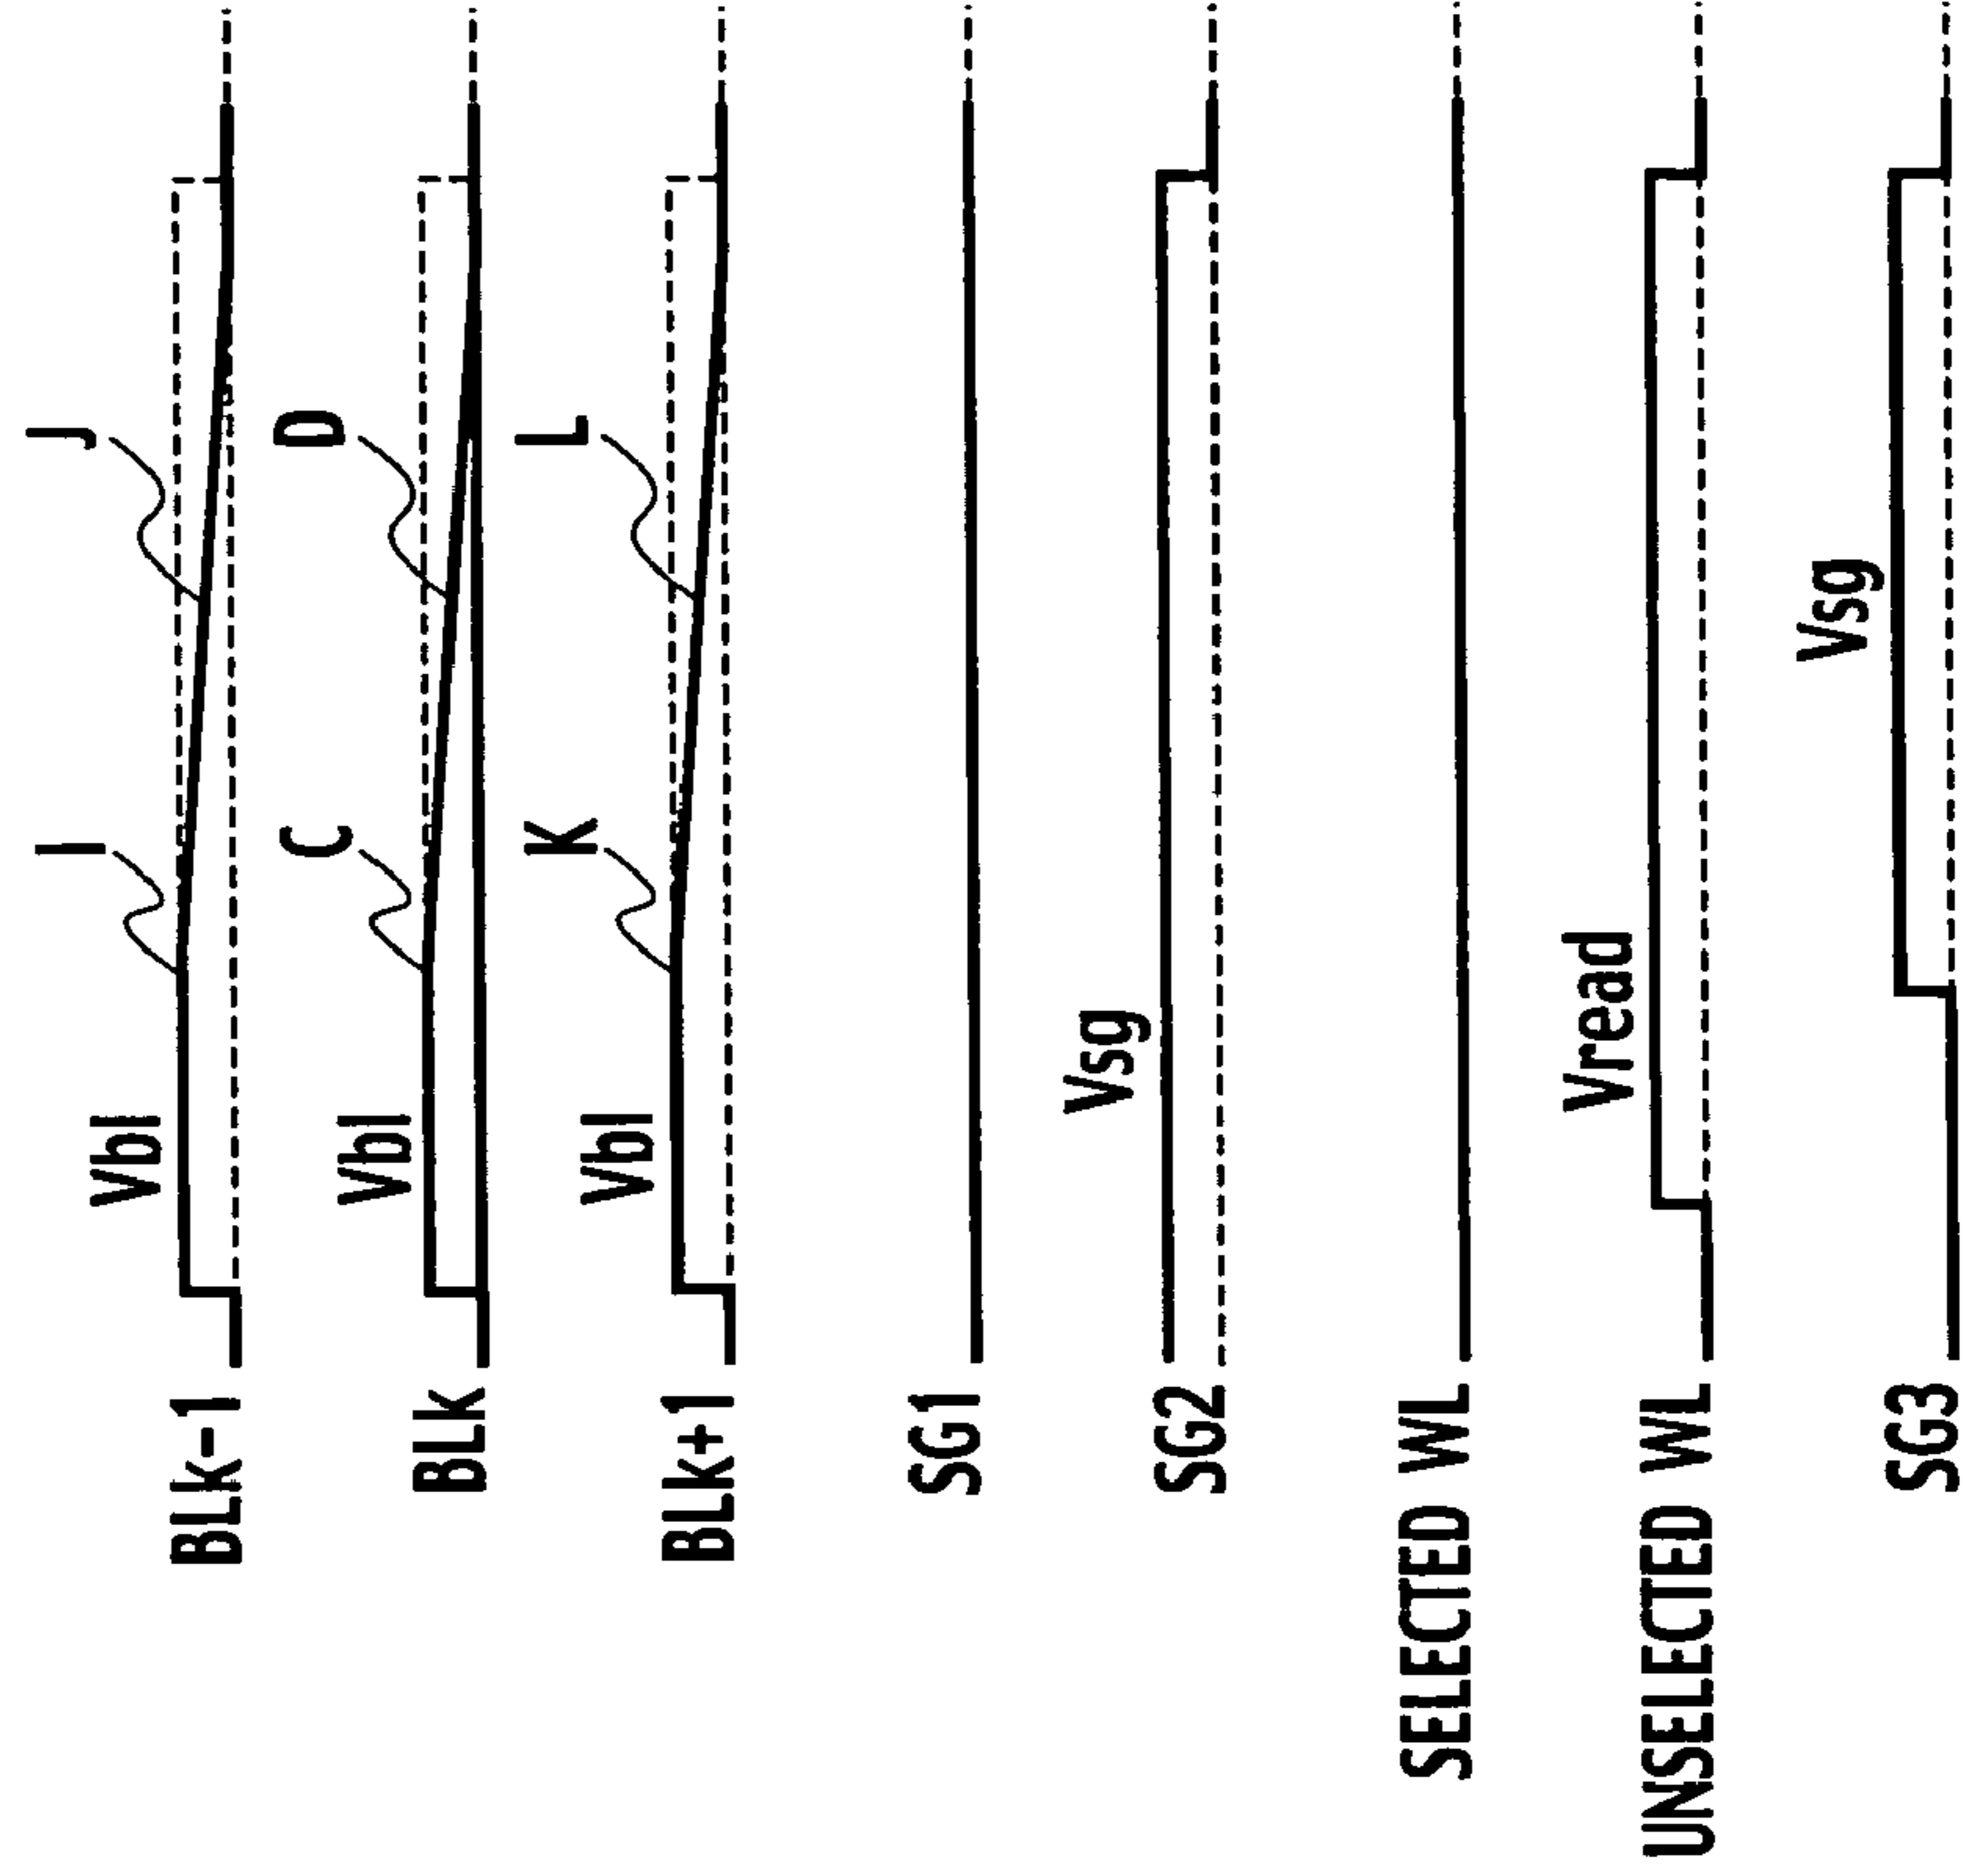 BLk-1
Vbl
I
J
BLk
Vbl
C
D
BLk+1
Vbl
K
L
SG1
SG2
Vsg
SELECTED WL
UNSELECTED WL
Vread
SG3
Vsg